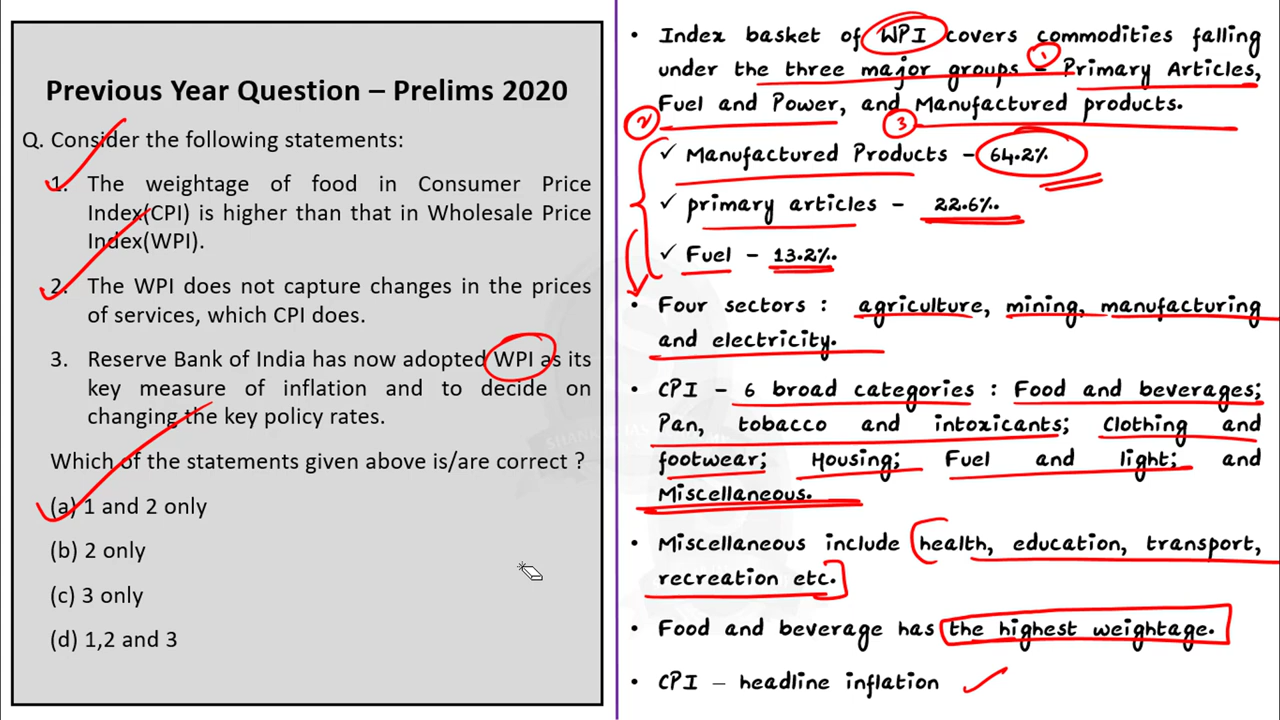 Previous Year Question – Prelims 2020
Q. Consider the following statements:
1. The weightage of food in Consumer Price
Index(CPI) is higher than that in Wholesale Price
Index(WPI).
2. The WPI does not capture changes in the prices
of services, which CPI does.
3. Reserve Bank of India has now adopted WPI as its
key measure of inflation and to decide on
changing the key policy rates.
Which of the statements given above is/are correct ?
(a) 1 and 2 only
(b) 2 only
(c) 3 only
(d) 1,2 and 3
• Index basket of WPI covers commodities falling
1
under the three major groups – Primary Articles,
Fuel and Power, and Manufactured products.
2 3
✓ Manufactured Products – 64.2%
✓ primary articles – 22.6%.
✓ Fuel – 13.2%.
• Four sectors : agriculture, mining, manufacturing
and electricity.
• CPI – 6 broad categories : Food and beverages;
Pan, tobacco and intoxicants; Clothing and
footwear; Housing; Fuel and light; and
Miscellaneous.
• Miscellaneous include health, education, transport,
recreation etc.
• Food and beverage has the highest weightage.
• CPI – headline inflation